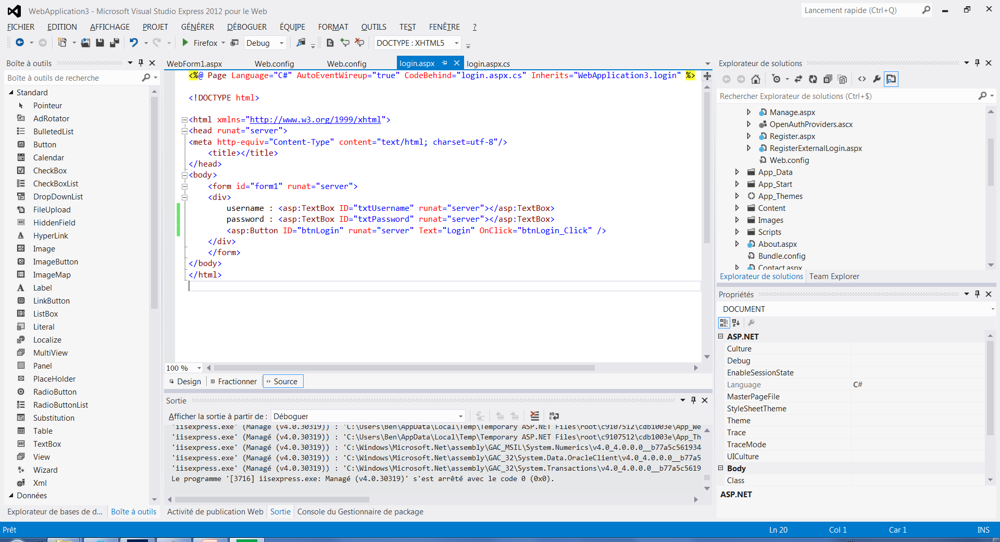 WebApplication3 - Microsoft Visual Studio Express 2012 pour le Web
Lancement rapide (Ctrl+Q)
FICHIER EDITION AFFICHAGE PROJET GÉNÉRER DÉBOGUER ÉQUIPE FORMAT OUTILS TEST FENÊTRE ?
Firefox Debug DOCTYPE : XHTML5
Boîte à outils
Boîte à outils de recherche
Standard
Pointeur
AdRotator
BulletedList
Button
Calendar
CheckBox
CheckBoxList
DropDownList
FileUpload
HiddenField
HyperLink
Image
ImageButton
ImageMap
Label
LinkButton
ListBox
Literal
Localize
MultiView
Panel
PlaceHolder
RadioButton
RadioButtonList
Substitution
Table
TextBox
View
Wizard
Xml
Données
Explorateur de bases de d... Boîte à outils
WebForm1.aspx Web.config Web.config login.aspx login.aspx.cs
<%@ Page Language="C#" AutoEventWireup="true" CodeBehind="login.aspx.cs" Inherits="WebApplication3.login" %>
<!DOCTYPE html>
<html xmlns="http://www.w3.org/1999/xhtml">
<head runat="server">
<meta http-equiv="Content-Type" content="text/html; charset=utf-8"/>
<title></title>
</head>
<body>
<form id="form1" runat="server">
<div>
username : <asp:TextBox ID="txtUsername" runat="server"></asp:TextBox>
password : <asp:TextBox ID="txtPassword" runat="server"></asp:TextBox>
<asp:Button ID="btnLogin" runat="server" Text="Login" OnClick="btnLogin_Click" />
</div>
</form>
</body>
</html>
100 %
Design Fractionner Source
Sortie
Afficher la sortie à partir de : Déboguer
'iisexpress.exe' (Managé (v4.0.30319)) : 'C:\Users\Ben\AppData\Local\Temp\Temporary ASP.NET Files\root\c9107512\cdb1003e\App_We
'iisexpress.exe' (Managé (v4.0.30319)) : 'C:\Users\Ben\AppData\Local\Temp\Temporary ASP.NET Files\root\c9107512\cdb1003e\App_Th
'iisexpress.exe' (Managé (v4.0.30319)) : 'C:\Windows\Microsoft.Net\assembly\GAC_MSIL\System.Numerics\v4.0_4.0.0.0__b77a5c561934
'iisexpress.exe' (Managé (v4.0.30319)) : 'C:\Windows\Microsoft.Net\assembly\GAC_32\System.Data.OracleClient\v4.0_4.0.0.0__b77a5
'iisexpress.exe' (Managé (v4.0.30319)) : 'C:\Windows\Microsoft.Net\assembly\GAC_32\System.Transactions\v4.0_4.0.0.0__b77a5c5619
Le programme '[3716] iisexpress.exe: Managé (v4.0.30319)' s'est arrêté avec le code 0 (0x0).
Activité de publication Web Sortie Console du Gestionnaire de package
Explorateur de solutions
Rechercher Explorateur de solutions (Ctrl+$)
Manage.aspx
OpenAuthProviders.ascx
Register.aspx
RegisterExternalLogin.aspx
Web.config
App_Data
App_Start
App_Themes
Content
Images
Scripts
About.aspx
Bundle.config
Contact.aspx
Explorateur de solutions Team Explorer
Propriétés
DOCUMENT
ASP.NET
Culture
Debug
EnableSessionState
Language C#
MasterPageFile
StyleSheetTheme
Theme
Trace
TraceMode
UICulture
Body
Class
ASP.NET
Prêt Ln 20 Col 1 Car 1 INS